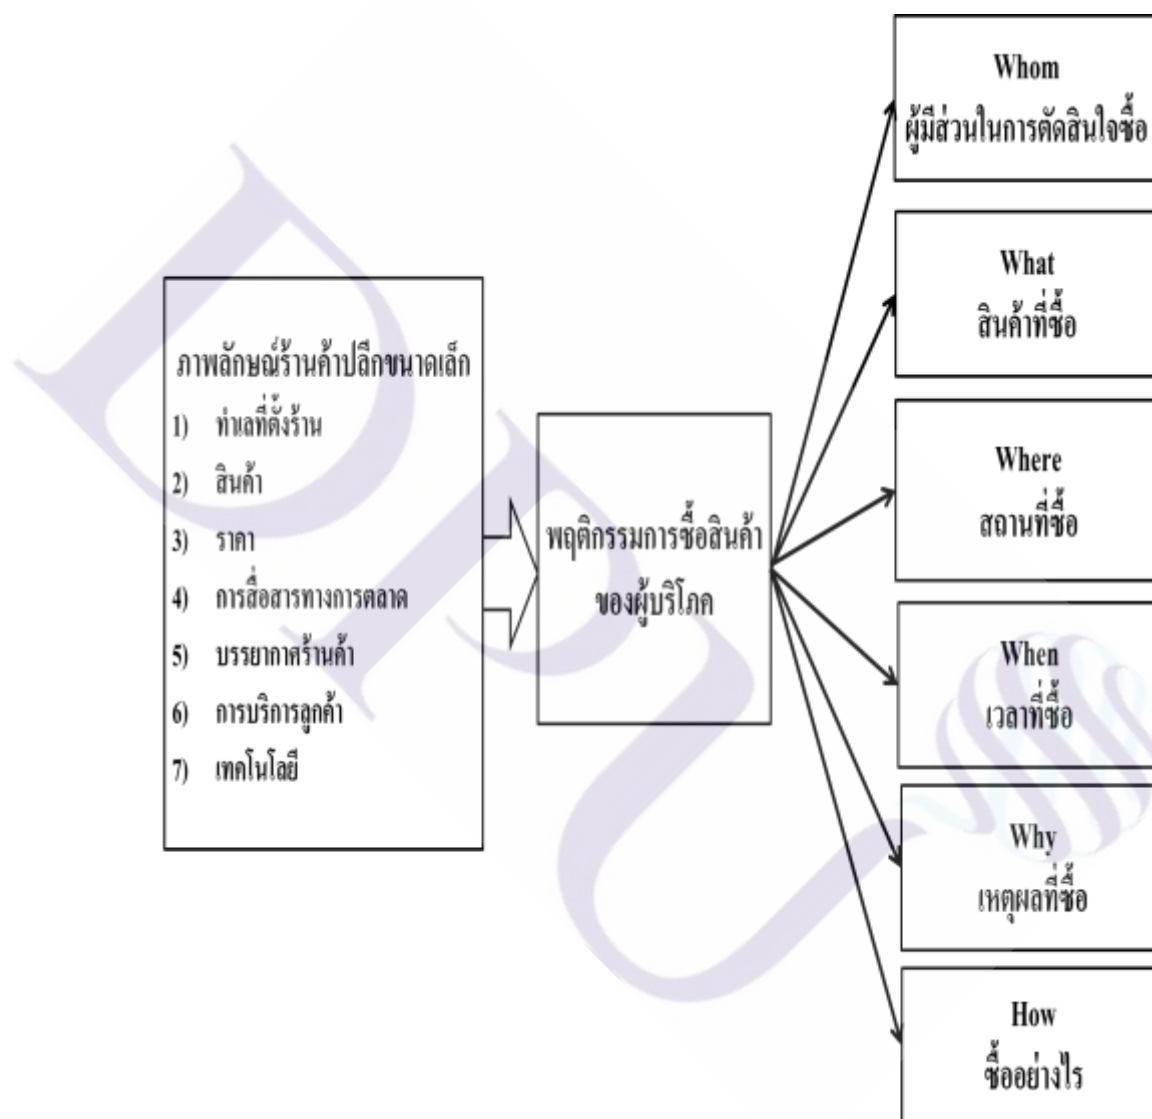 ภาพลักษณ์ร้านค้าปลีกขนาดเล็ก
1) ทำเลที่ตั้งร้าน
2) สินค้า
3) ราคา
4) การสื่อสารทางการตลาด
5) บรรยากาศร้านค้า
6) การบริการลูกค้า
7) เทคโนโลยี
พฤติกรรมการซื้อสินค้า
ของผู้บริโภค
Whom
ผู้มีส่วนในการตัดสินใจซื้อ
What
สินค้าที่ซื้อ
Where
สถานที่ซื้อ
When
เวลาที่ซื้อ
Why
เหตุผลที่ซื้อ
How
ซื้ออย่างไร
DPU